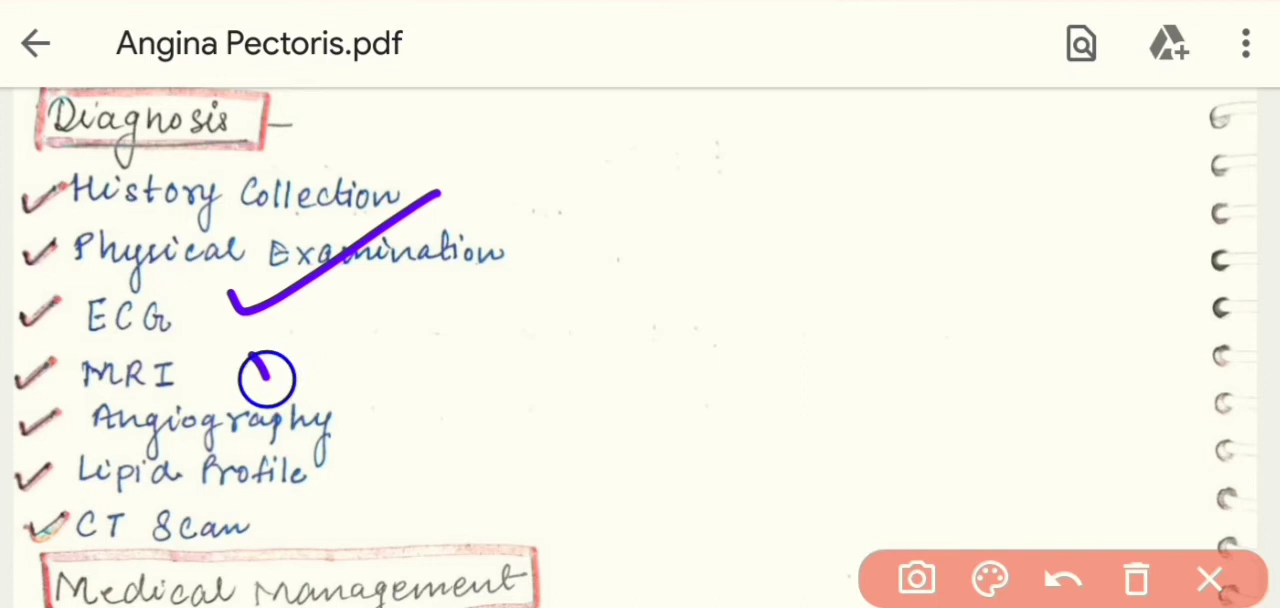 Angina Pectoris.pdf
Diagnosis -
History Collection
Physical Examination
ECG
MRI
Angiography
Lipid Profile
CT Scan
Medical Management